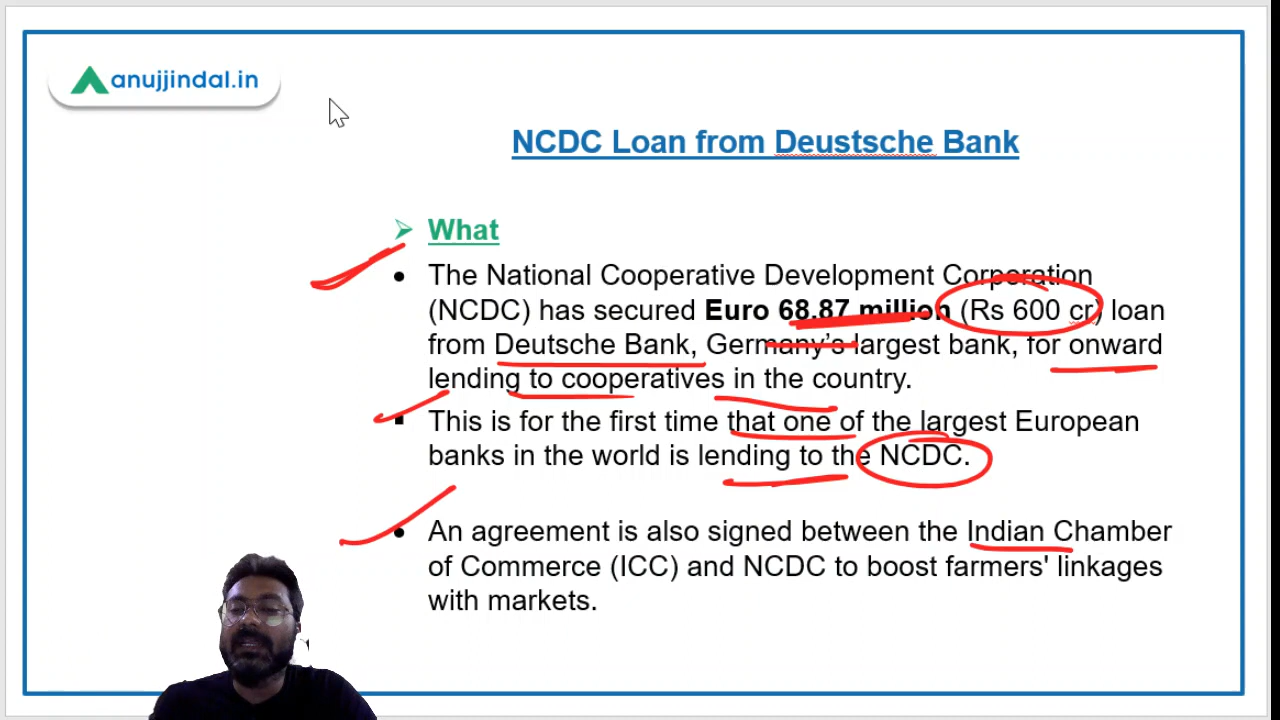 anujjindal.in
NCDC Loan from Deustsche Bank
What
The National Cooperative Development Corporation
(NCDC) has secured Euro 68.87 million (Rs 600 cr) loan
from Deutsche Bank, Germany's largest bank, for onward
lending to cooperatives in the country.
This is for the first time that one of the largest European
banks in the world is lending to the NCDC.
An agreement is also signed between the Indian Chamber
of Commerce (ICC) and NCDC to boost farmers' linkages
with markets.